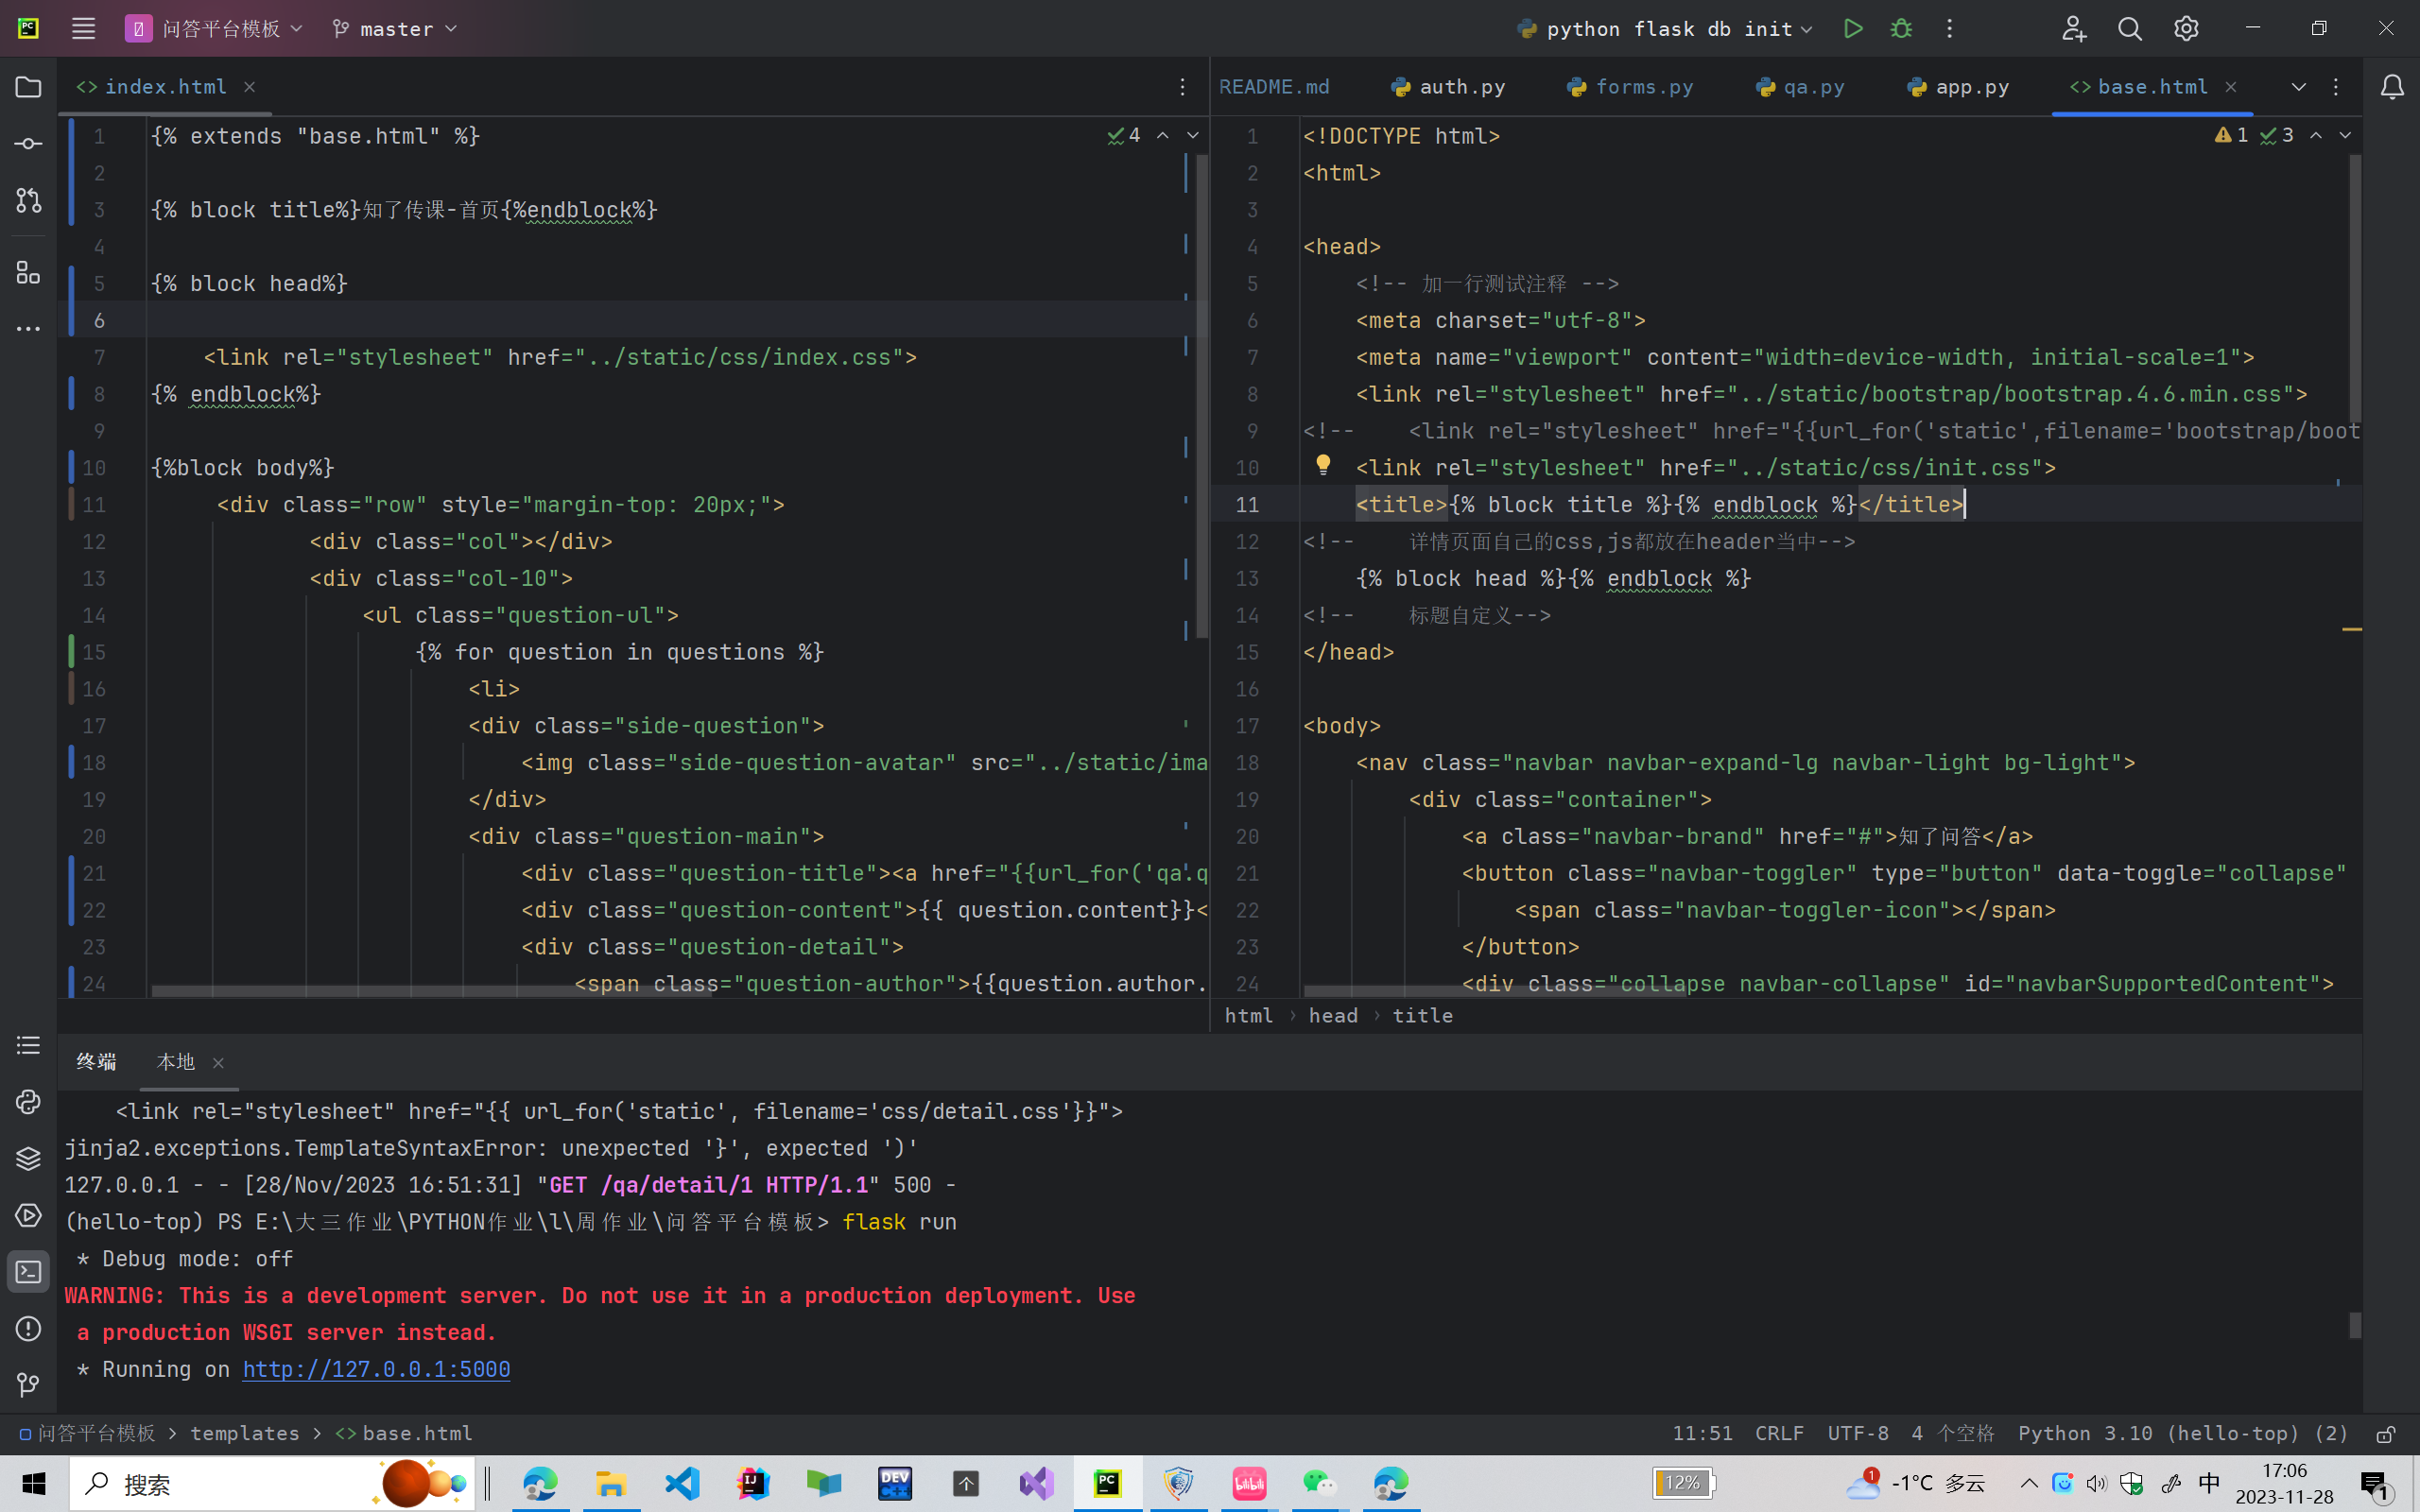 问答平台模板
master
python flask db init
index.html
README.md
auth.py
forms.py
qa.py
app.py
base.html
4
1 {% extends "base.html" %}
2
3 {% block title%}知了传课-首页{%endblock%}
4
5 {% block head%}
6
7 <link rel="stylesheet" href="../static/css/index.css">
8 {% endblock%}
9
10 {%block body%}
11 <div class="row" style="margin-top: 20px;">
12 <div class="col"></div>
13 <div class="col-10">
14 <ul class="question-ul">
15 {% for question in questions %}
16 <li>
17 <div class="side-question">
18 <img class="side-question-avatar" src="../static/ima
19 </div>
20 <div class="question-main">
21 <div class="question-title"><a href="{{url_for('qa.q
22 <div class="question-content">{{ question.content}}<
23 <div class="question-detail">
24 <span class="question-author">{{question.author.
1 3
1 <!DOCTYPE html>
2 <html>
3
4 <head>
5 <!-- 加一行测试注释 -->
6 <meta charset="utf-8">
7 <meta name="viewport" content="width=device-width, initial-scale=1">
8 <link rel="stylesheet" href="../static/bootstrap/bootstrap.4.6.min.css">
9 <!-- <link rel="stylesheet" href="{{url_for('static',filename='bootstrap/boot
10 <link rel="stylesheet" href="../static/css/init.css">
11 <title>{% block title %}{% endblock %}</title>
12 <!-- 详情页面自己的css,js都放在header当中-->
13 {% block head %}{% endblock %}
14 <!-- 标题自定义-->
15 </head>
16
17 <body>
18 <nav class="navbar navbar-expand-lg navbar-light bg-light">
19 <div class="container">
20 <a class="navbar-brand" href="#">知了问答</a>
21 <button class="navbar-toggler" type="button" data-toggle="collapse"
22 <span class="navbar-toggler-icon"></span>
23 </button>
24 <div class="collapse navbar-collapse" id="navbarSupportedContent">
html › head › title
终端 本地
<link rel="stylesheet" href="{{ url_for('static', filename='css/detail.css'}}">
jinja2.exceptions.TemplateSyntaxError: unexpected '}', expected ')'
127.0.0.1 - - [28/Nov/2023 16:51:31] "GET /qa/detail/1 HTTP/1.1" 500 -
(hello-top) PS E:\大三作业\PYTHON作业\l\周作业\问答平台模板> flask run
* Debug mode: off
WARNING: This is a development server. Do not use it in a production deployment. Use
a production WSGI server instead.
* Running on http://127.0.0.1:5000
问答平台模板 › templates › base.html
11:51 CRLF UTF-8 4 个空格 Python 3.10 (hello-top) (2)
搜索
12%
1
-1°C 多云
中
17:06
2023-11-28
1